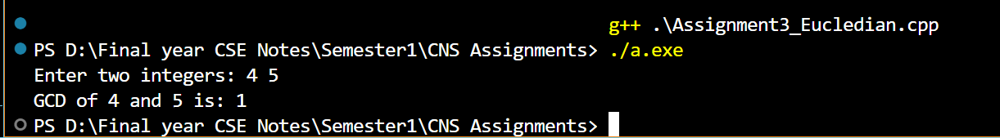 g++ .\Assignment3_Eucledian.cpp
PS D:\Final year CSE Notes\Semester1\CNS Assignments> ./a.exe
Enter two integers: 4 5
GCD of 4 and 5 is: 1
PS D:\Final year CSE Notes\Semester1\CNS Assignments>